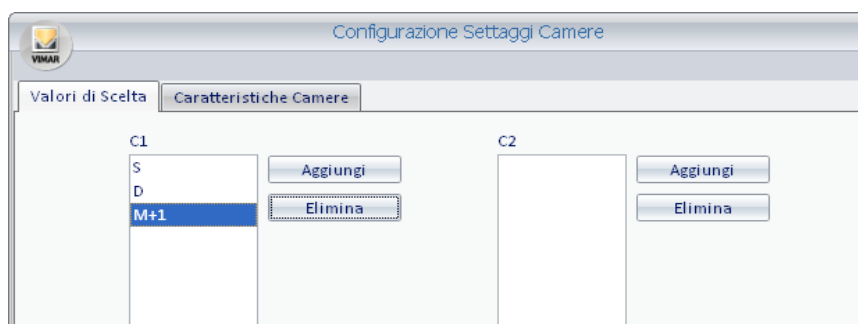 Configurazione Settaggi Camere
VIMAR
Valori di Scelta
Caratteristiche Camere
C1
S
D
M+1
Aggiungi
Elimina
C2
Aggiungi
Elimina